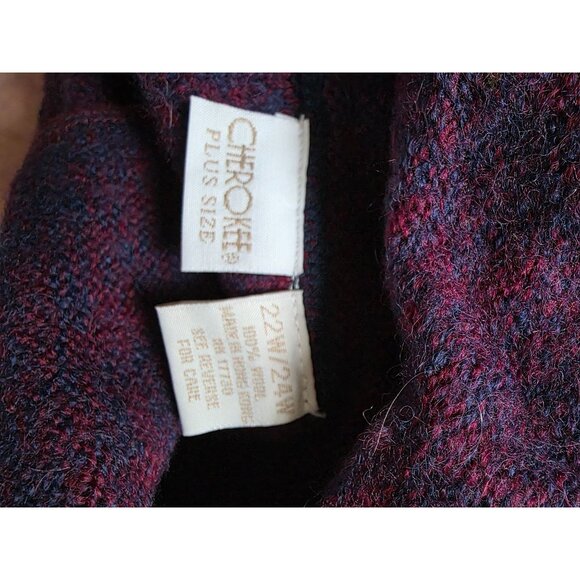 CHEROKEE®
PLUS SIZE
22W/24W
100% WOOL
MADE IN HONG KONG
RN 17730
SEE REVERSE
FOR CARE